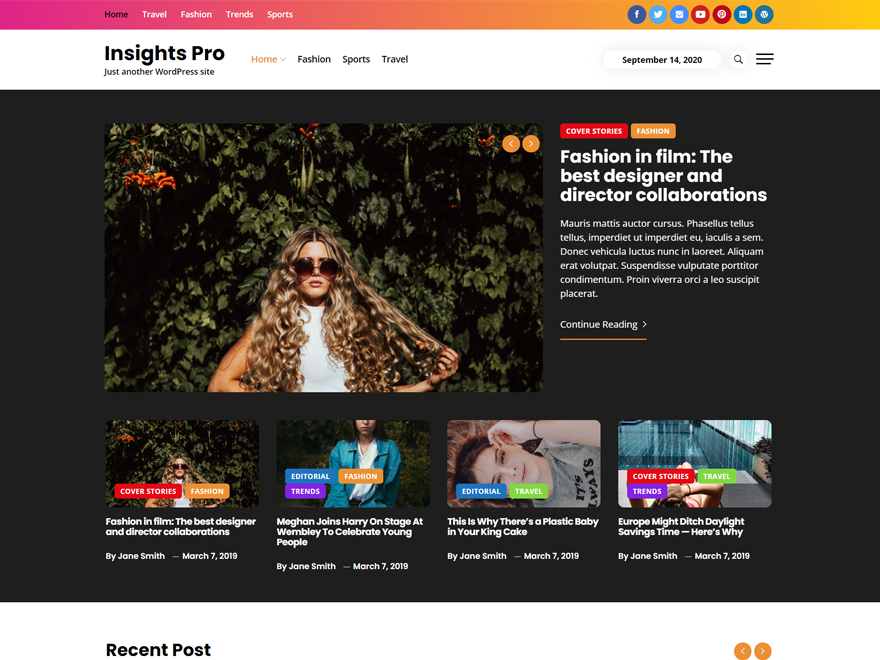 Home Travel Fashion Trends Sports
Insights Pro
Just another WordPress site
Home Fashion Sports Travel
September 14, 2020
COVER STORIES FASHION
Fashion in film: The
best designer and
director collaborations
Mauris mattis auctor cursus. Phasellus tellus
tellus, imperdiet ut imperdiet eu, iaculis a sem.
Donec vehicula luctus nunc in laoreet. Aliquam
erat volutpat. Suspendisse vulputate porttitor
condimentum. Proin viverra orci a leo suscipit
placerat.
Continue Reading
COVER STORIES FASHION
Fashion in film: The best designer
and director collaborations
By Jane Smith — March 7, 2019
EDITORIAL FASHION
TRENDS
Meghan Joins Harry On Stage At
Wembley To Celebrate Young
People
By Jane Smith — March 7, 2019
IT'S
EDITORIAL TRAVEL
This Is Why There's a Plastic Baby
in Your King Cake
By Jane Smith — March 7, 2019
COVER STORIES TRAVEL
TRENDS
Europe Might Ditch Daylight
Savings Time — Here's Why
By Jane Smith — March 7, 2019
Recent Post